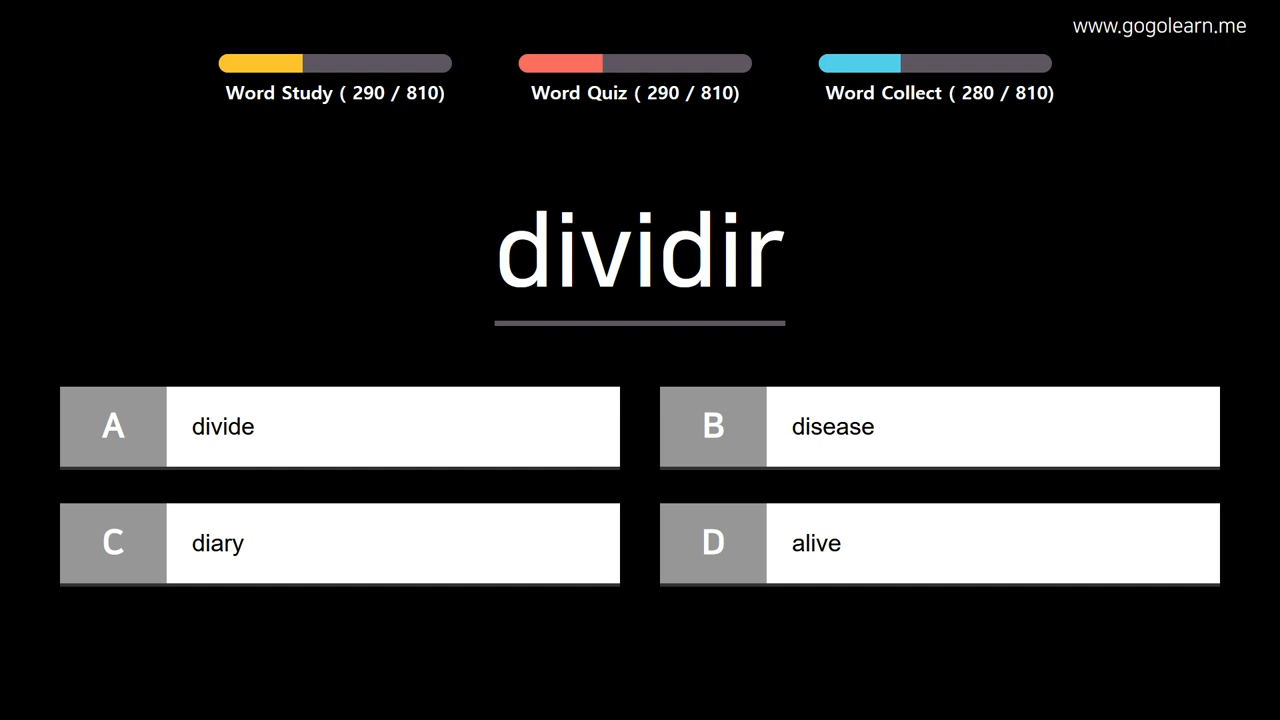 www.gogolearn.me
Word Study ( 290 / 810)
Word Quiz ( 290 / 810)
Word Collect ( 280 / 810)
dividir
A divide
B disease
C diary
D alive